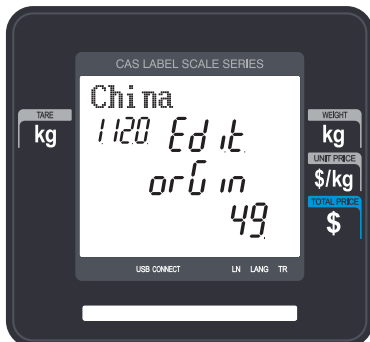 CAS LABEL SCALE SERIES
China
1120 Edit
orGin
49
TARE
kg
WEIGHT
kg
UNIT PRICE
$/kg
TOTAL PRICE
$
USB CONNECT LN LANG TR